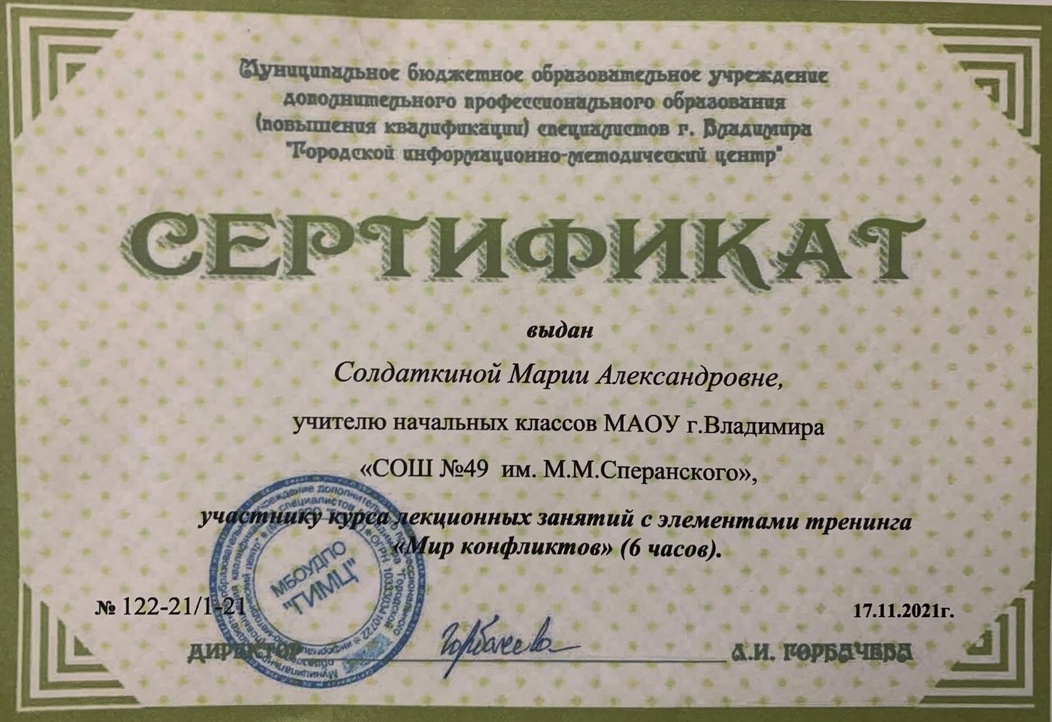 Муниципальное бюджетное образовательное учреждение
дополнительного профессионального образования
(повышения квалификации) специалистов г. Владимира
"Городской информационно-методический центр"
СЕРТИФИКАТ
выдан
Солдаткиной Марии Александровне,
учителю начальных классов МАОУ г.Владимира
«СОШ №49 им. М.М.Сперанского»,
участнику курса лекционных занятий с элементами тренинга
«Мир конфликтов» (6 часов).
МБОУДПО
"ГИМЦ"
№ 122-21/1-21
17.11.2021г.
ДИРЕКТОР Горбачева А.И. ГОРБАЧЕВА